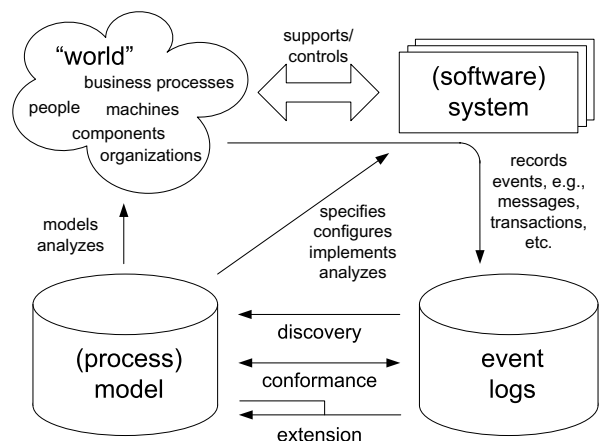 “world”
business processes
people
machines
components
organizations
supports/
controls
(software)
system
records
events, e.g.,
messages,
transactions,
etc.
models
analyzes
specifies
configures
implements
analyzes
(process)
model
discovery
conformance
extension
event
logs